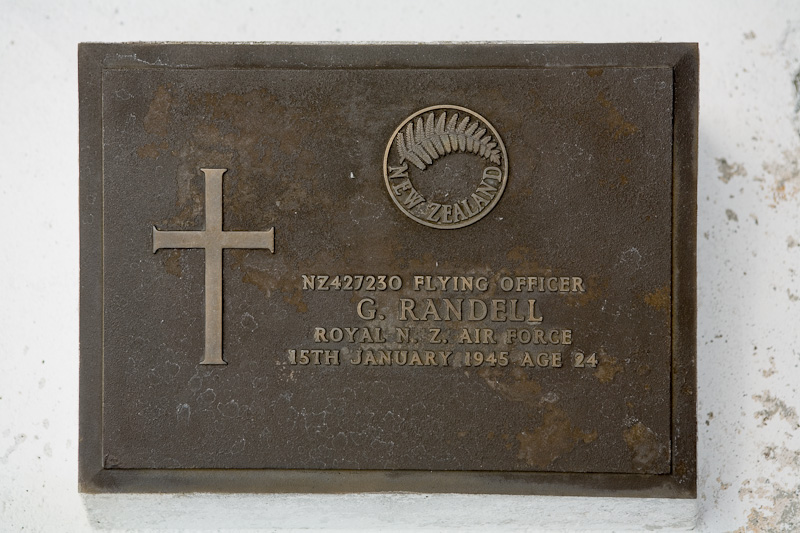 NEW ZEALAND
NZ427230 FLYING OFFICER
G. RANDELL
ROYAL N. Z. AIR FORCE
15TH JANUARY 1945 AGE 24